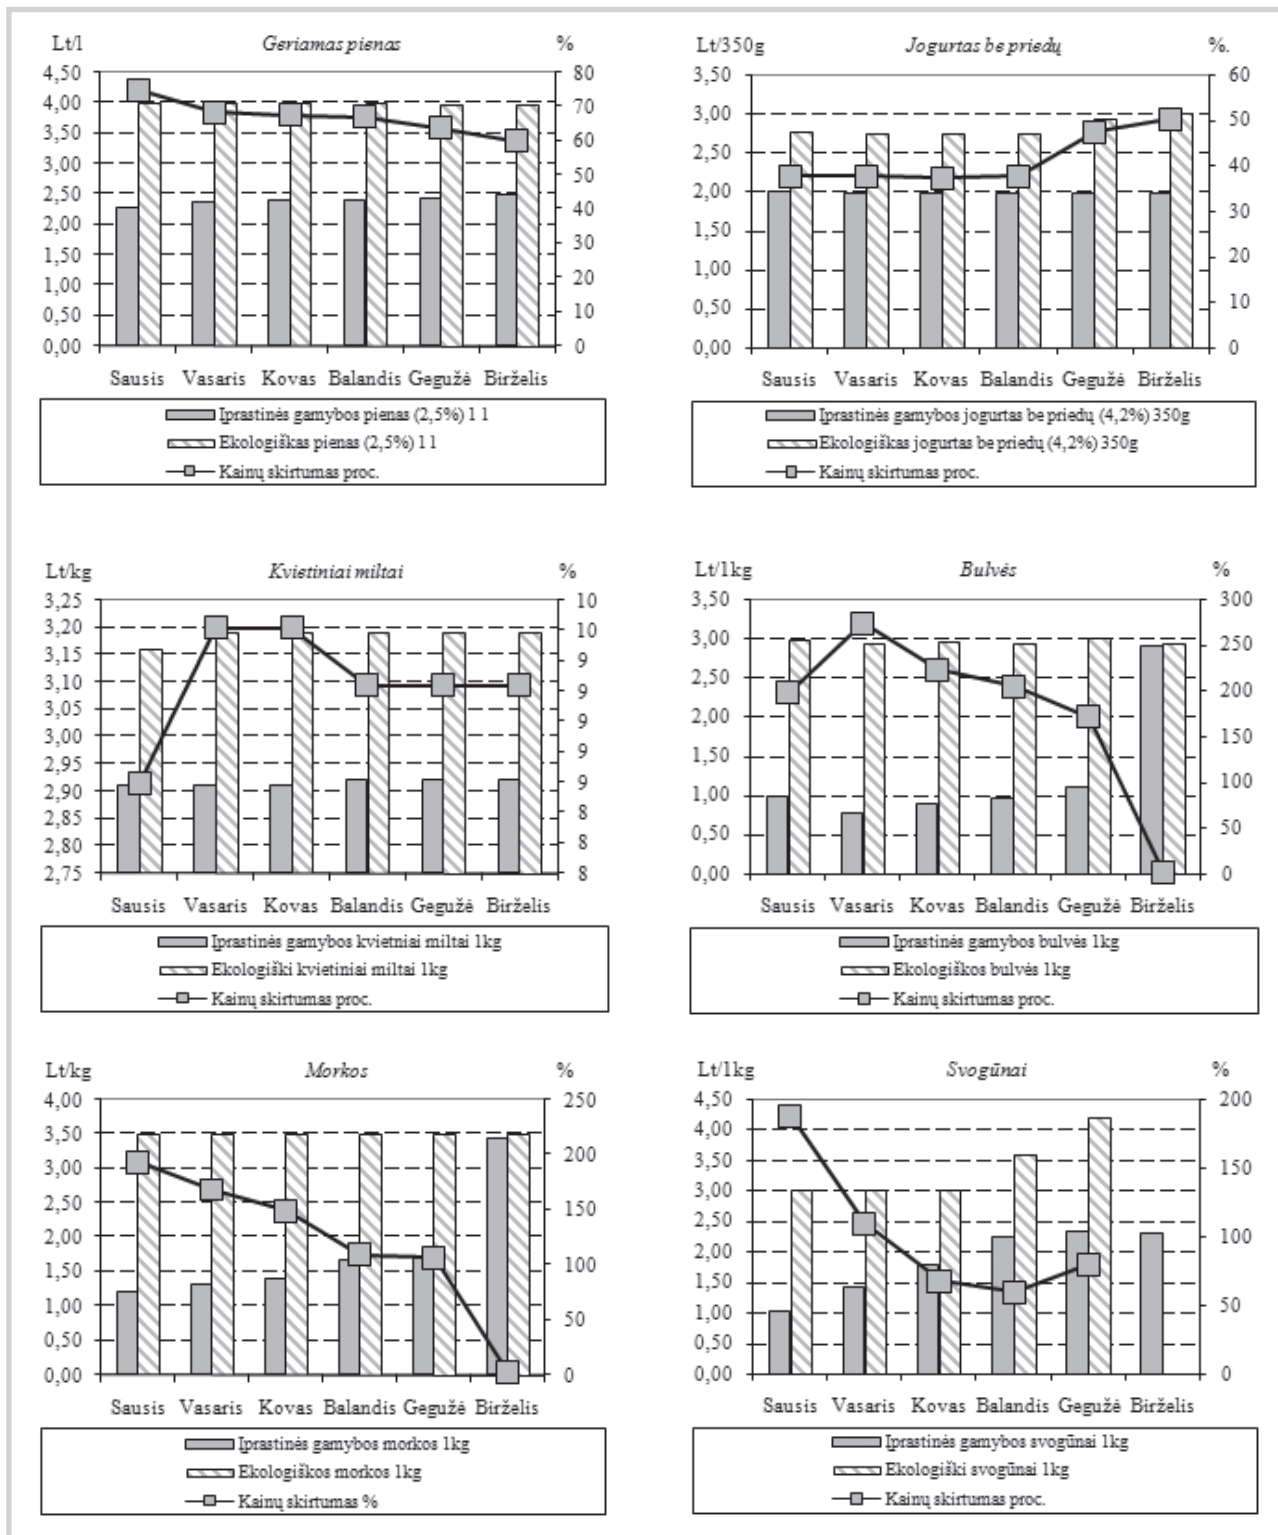 Lt/l Geriamas pienas %
4,50 80
4,00 70
3,50 60
3,00 50
2,50 40
2,00 30
1,50 20
1,00 10
0,50 0
0,00
Sausis Vasaris Kovas Balandis Gegužė Birželis
Įprastinės gamybos pienas (2,5%) 1 l
Ekologiškas pienas (2,5%) 1 l
Kainų skirtumas proc.
Lt/350g Jogurtas be priedų %.
3,50 60
3,00 50
2,50 40
2,00 30
1,50 20
1,00 10
0,50 0
0,00
Sausis Vasaris Kovas Balandis Gegužė Birželis
Įprastinės gamybos jogurtas be priedų (4,2%) 350g
Ekologiškas jogurtas be priedų (4,2%) 350g
Kainų skirtumas proc.
Lt/kg Kvietiniai miltai %
3,25 10
3,20 10
3,15 9
3,10 9
3,05 9
3,00 9
2,95 9
2,90 8
2,85 8
2,80 8
2,75
Sausis Vasaris Kovas Balandis Gegužė Birželis
Įprastinės gamybos kvietniai miltai 1kg
Ekologiški kvietiniai miltai 1kg
Kainų skirtumas proc.
Lt/1kg Bulvės %
3,50 300
3,00 250
2,50 200
2,00 150
1,50 100
1,00 50
0,50 0
0,00
Sausis Vasaris Kovas Balandis Gegužė Birželis
Įprastinės gamybos bulvės 1kg
Ekologiškos bulvės 1kg
Kainų skirtumas proc.
Lt/kg Morkos %
4,00 250
3,50 200
3,00 150
2,50 100
2,00 50
1,50 0
1,00
0,50
0,00
Sausis Vasaris Kovas Balandis Gegužė Birželis
Įprastinės gamybos morkos 1kg
Ekologiškos morkos 1kg
Kainų skirtumas %
Lt/1kg Svogūnai %
4,50 200
4,00 150
3,50 100
3,00 50
2,50 0
2,00
1,50
1,00
0,50
0,00
Sausis Vasaris Kovas Balandis Gegužė Birželis
Įprastinės gamybos svogūnai 1kg
Ekologiški svogūnai 1kg
Kainų skirtumas proc.